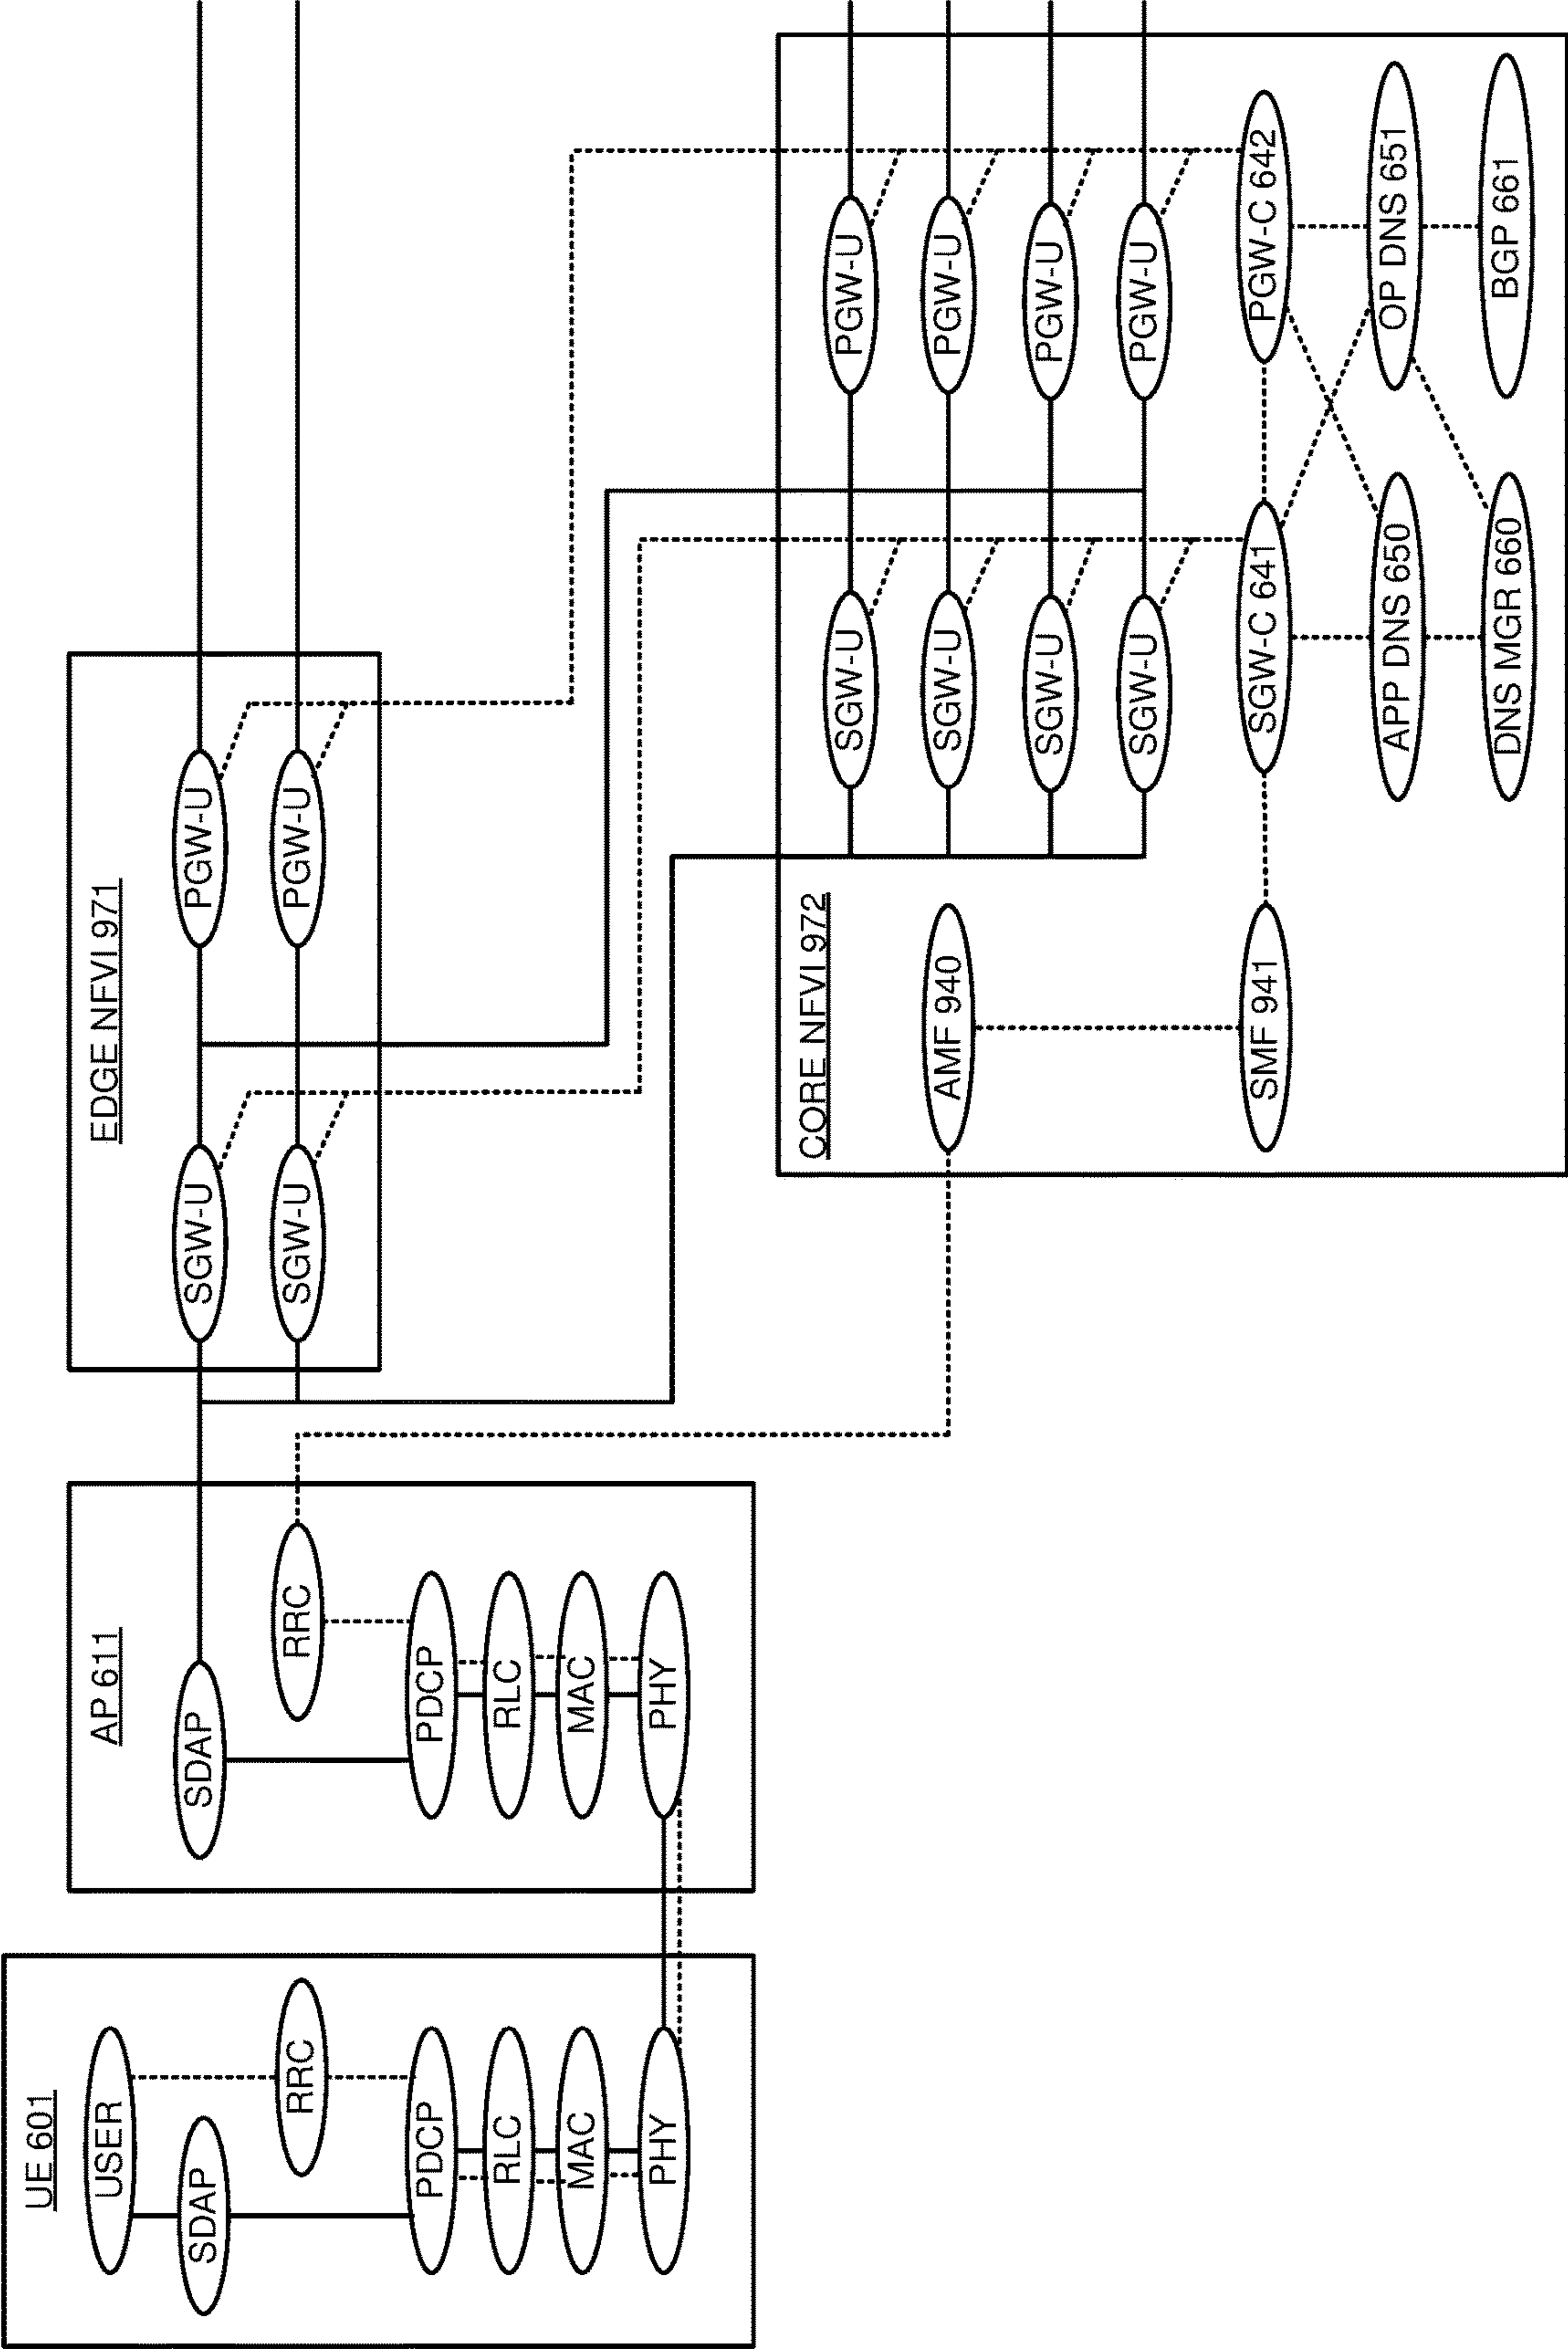 UE 601
USER
SDAP
RRC
PDCP
RLC
MAC
PHY
AP 611
SDAP
RRC
PDCP
RLC
MAC
PHY
EDGE NFVI 971
SGW-U
PGW-U
SGW-U
PGW-U
CORE NFVI 972
SGW-U
PGW-U
AMF 940
SGW-U
PGW-U
SGW-U
PGW-U
SGW-U
PGW-U
SMF 941
SGW-C 641
PGW-C 642
APP DNS 650
OP DNS 651
DNS MGR 660
BGP 661